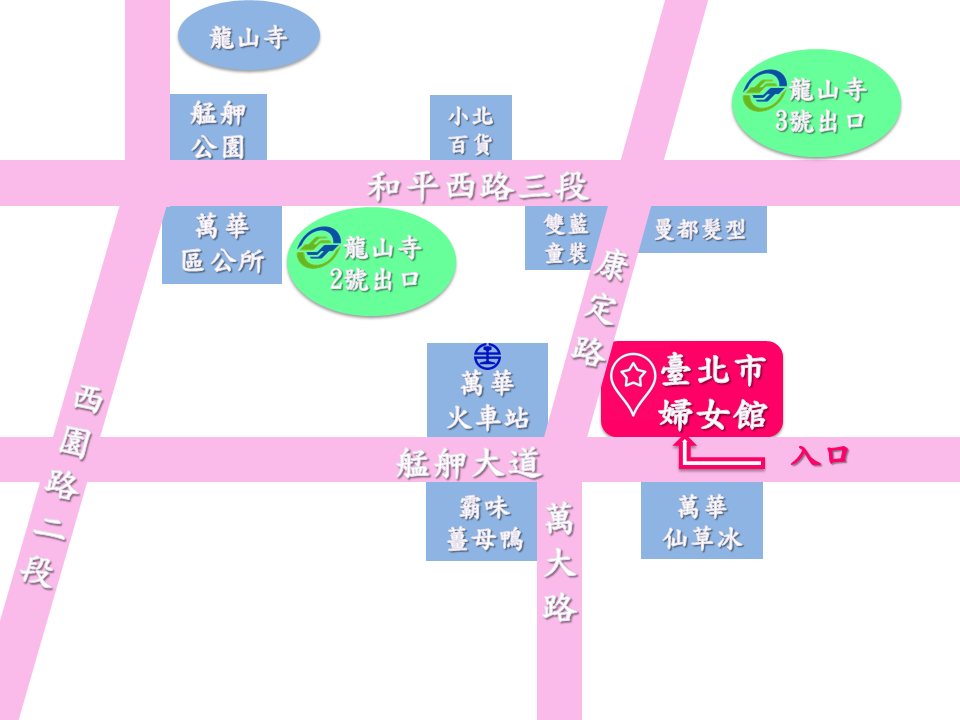 龍山寺
龍山寺
3號出口
艋舺
公園
小北
百貨
和平西路三段
萬華
區公所
龍山寺
2號出口
雙藍
童裝
曼都髮型
康定路
萬華
火車站
臺北市
婦女館
西園路二段
艋舺大道
入口
霸味
薑母鴨
萬大路
萬華
仙草冰